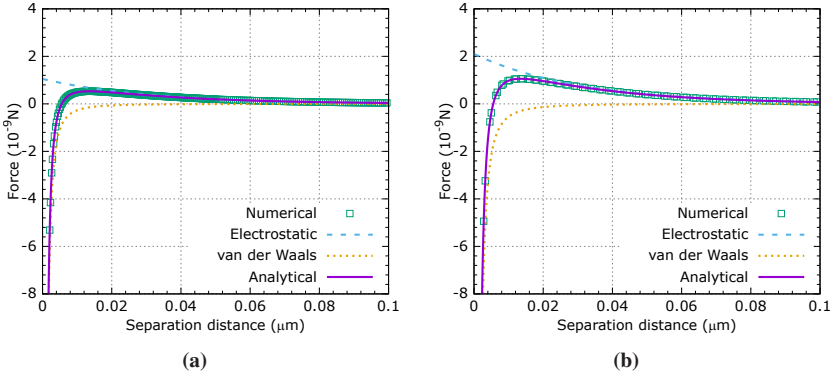 4
2
0
-2
-4
-6
-8
0
0.02
0.04
0.06
0.08
0.1
Force (10⁻⁹N)
Separation distance (μm)
Numerical
Electrostatic
van der Waals
Analytical
(a)
4
2
0
-2
-4
-6
-8
0
0.02
0.04
0.06
0.08
0.1
Force (10⁻⁹N)
Separation distance (μm)
Numerical
Electrostatic
van der Waals
Analytical
(b)